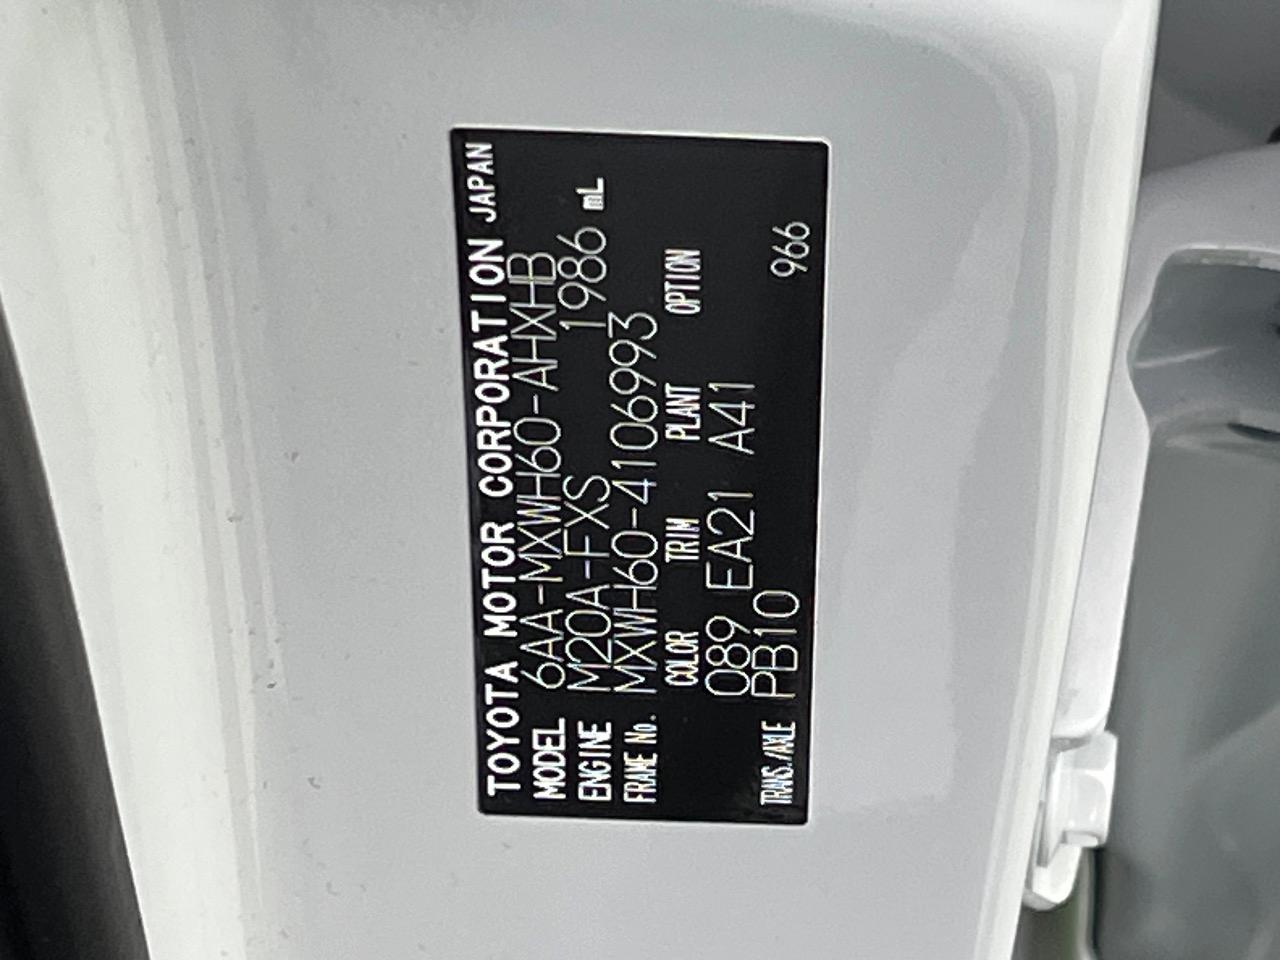 TOYOTA MOTOR CORPORATION JAPAN
MODEL 6AA-MXWH60-AHXHB
ENGINE M20A-FXS 1986 mL
FRAME No. MXWH60-4106993
COLOR TRIM PLANT OPTION
089 EA21 A41
TRANS./AXLE PB10 966